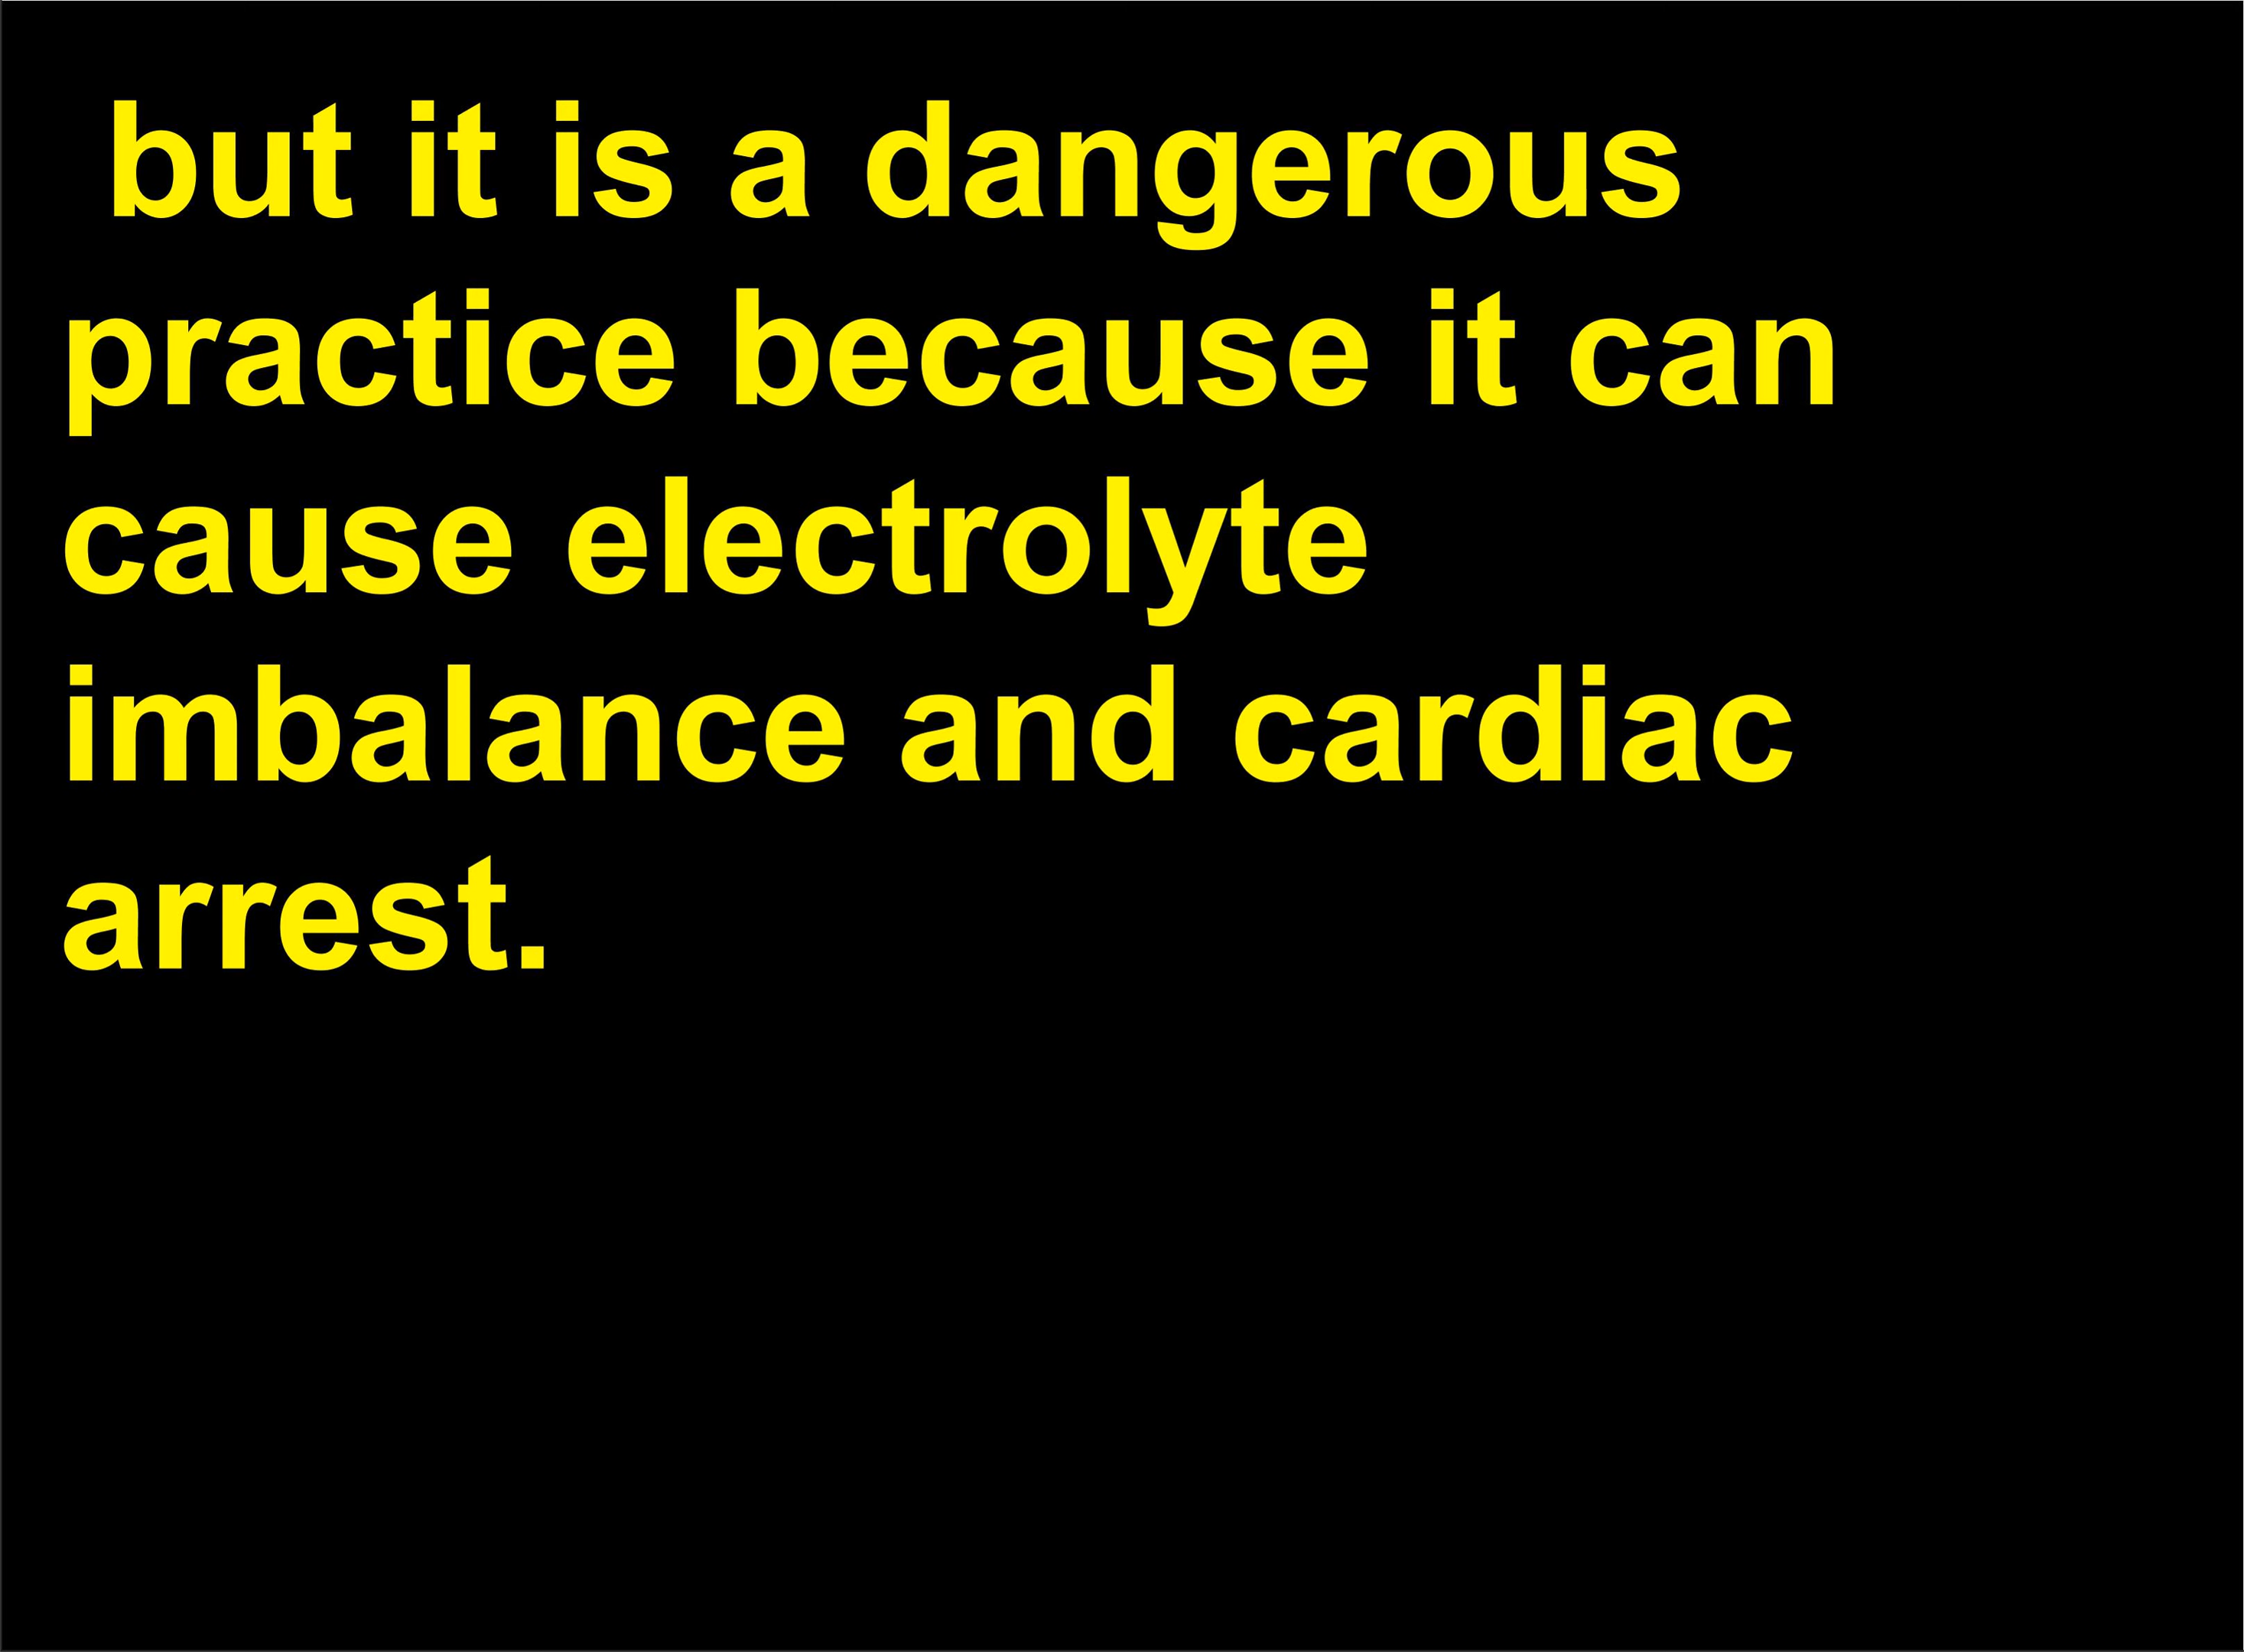 but it is a dangerous
practice because it can
cause electrolyte
imbalance and cardiac
arrest.